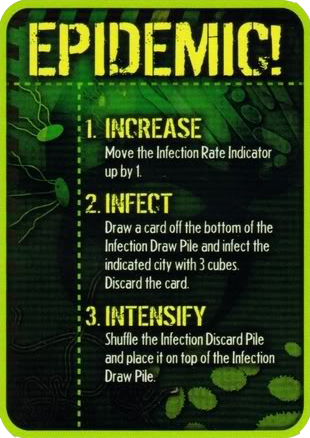 EPIDEMIC!
1. INCREASE
Move the Infection Rate Indicator
up by 1.
2. INFECT
Draw a card off the bottom of the
Infection Draw Pile and infect the
indicated city with 3 cubes.
Discard the card.
3. INTENSIFY
Shuffle the Infection Discard Pile
and place it on top of the Infection
Draw Pile.